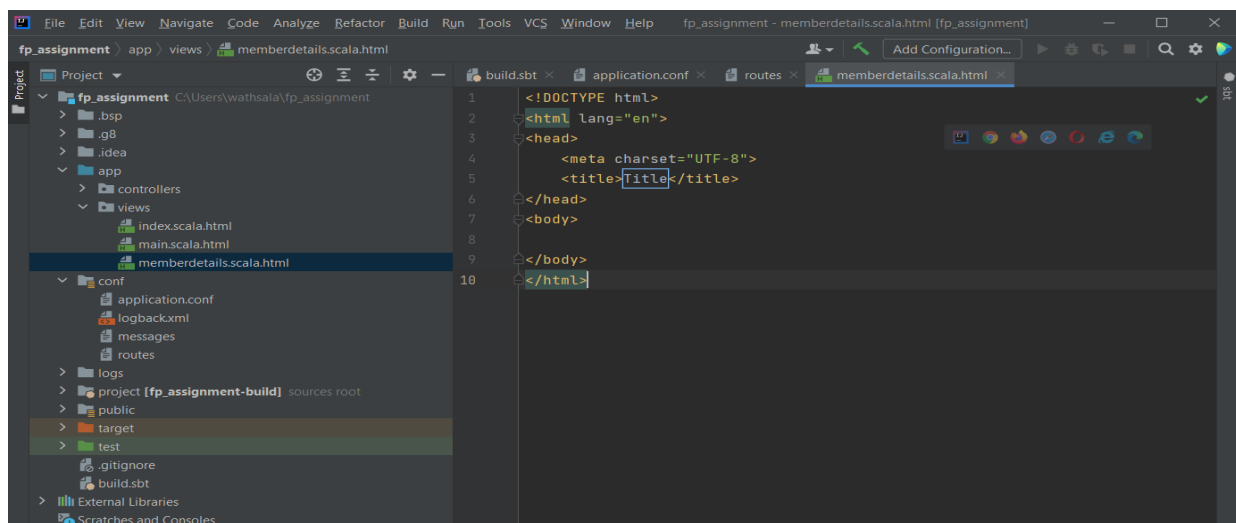 File Edit View Navigate Code Analyze Refactor Build Run Tools VCS Window Help fp_assignment - memberdetails.scala.html [fp_assignment]
fp_assignment app views memberdetails.scala.html Add Configuration...
Project
Project
build.sbt application.conf routes memberdetails.scala.html
sbt
fp_assignment C:\Users\wathsala\fp_assignment
.bsp
.g8
.idea
app
controllers
views
index.scala.html
main.scala.html
memberdetails.scala.html
conf
application.conf
logback.xml
messages
routes
logs
project [fp_assignment-build] sources root
public
target
test
.gitignore
build.sbt
External Libraries
Scratches and Consoles
1 <!DOCTYPE html>
2 <html lang="en">
3 <head>
4 <meta charset="UTF-8">
5 <title>Title</title>
6 </head>
7 <body>
8
9 </body>
10 </html>